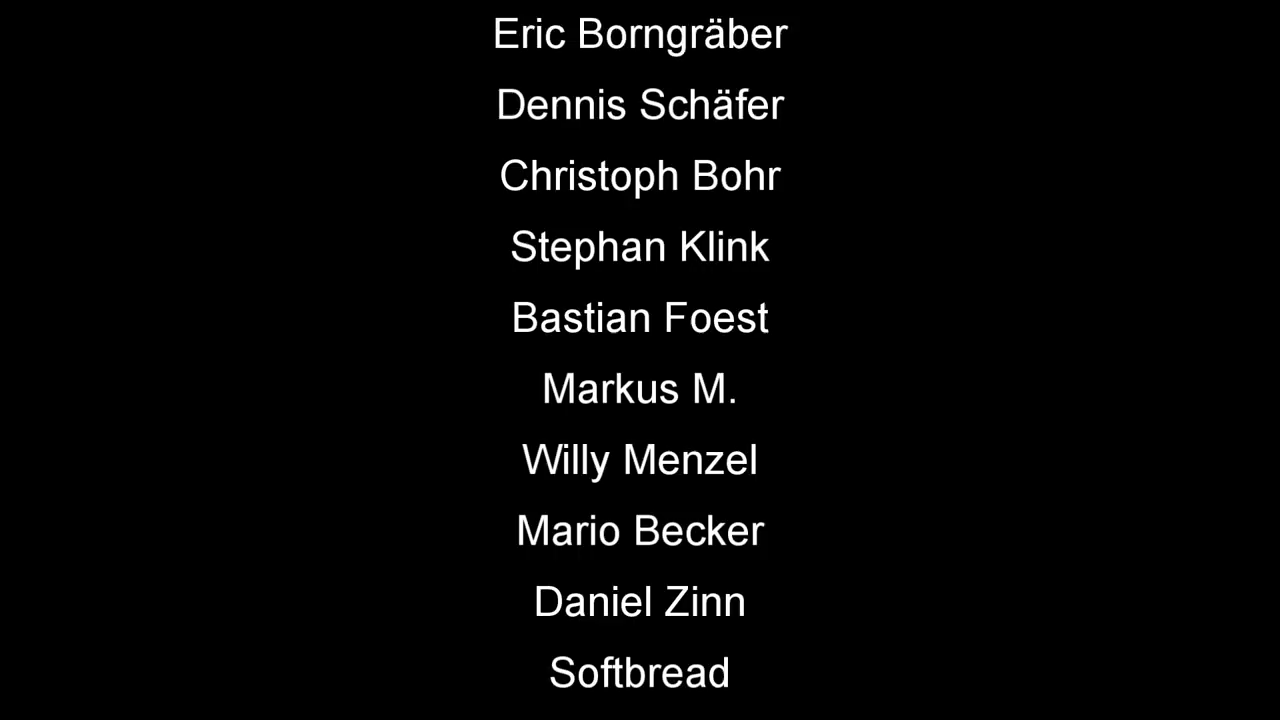 Eric Borngräber
Dennis Schäfer
Christoph Bohr
Stephan Klink
Bastian Foest
Markus M.
Willy Menzel
Mario Becker
Daniel Zinn
Softbread